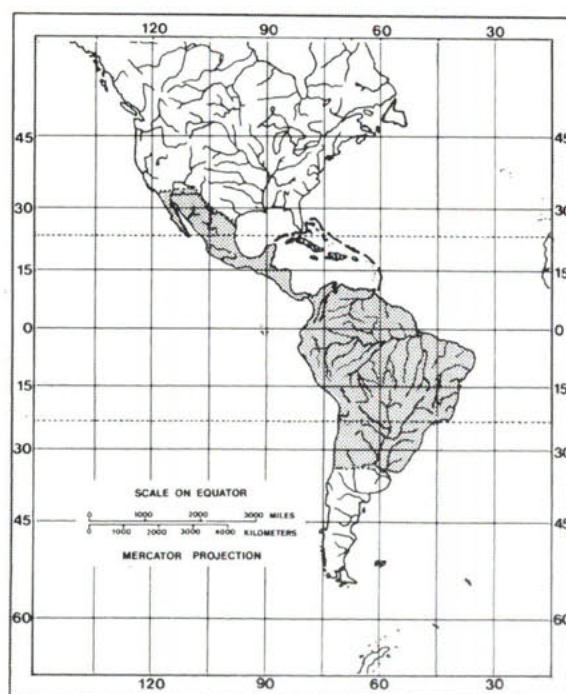 120 90 60 30
45 45
30 30
15 15
0 0
15 15
30 30
SCALE ON EQUATOR
0 1000 2000 3000 MILES
0 1000 2000 3000 4000 KILOMETERS
45 45
MERCATOR PROJECTION
60 60
120 90 60 30